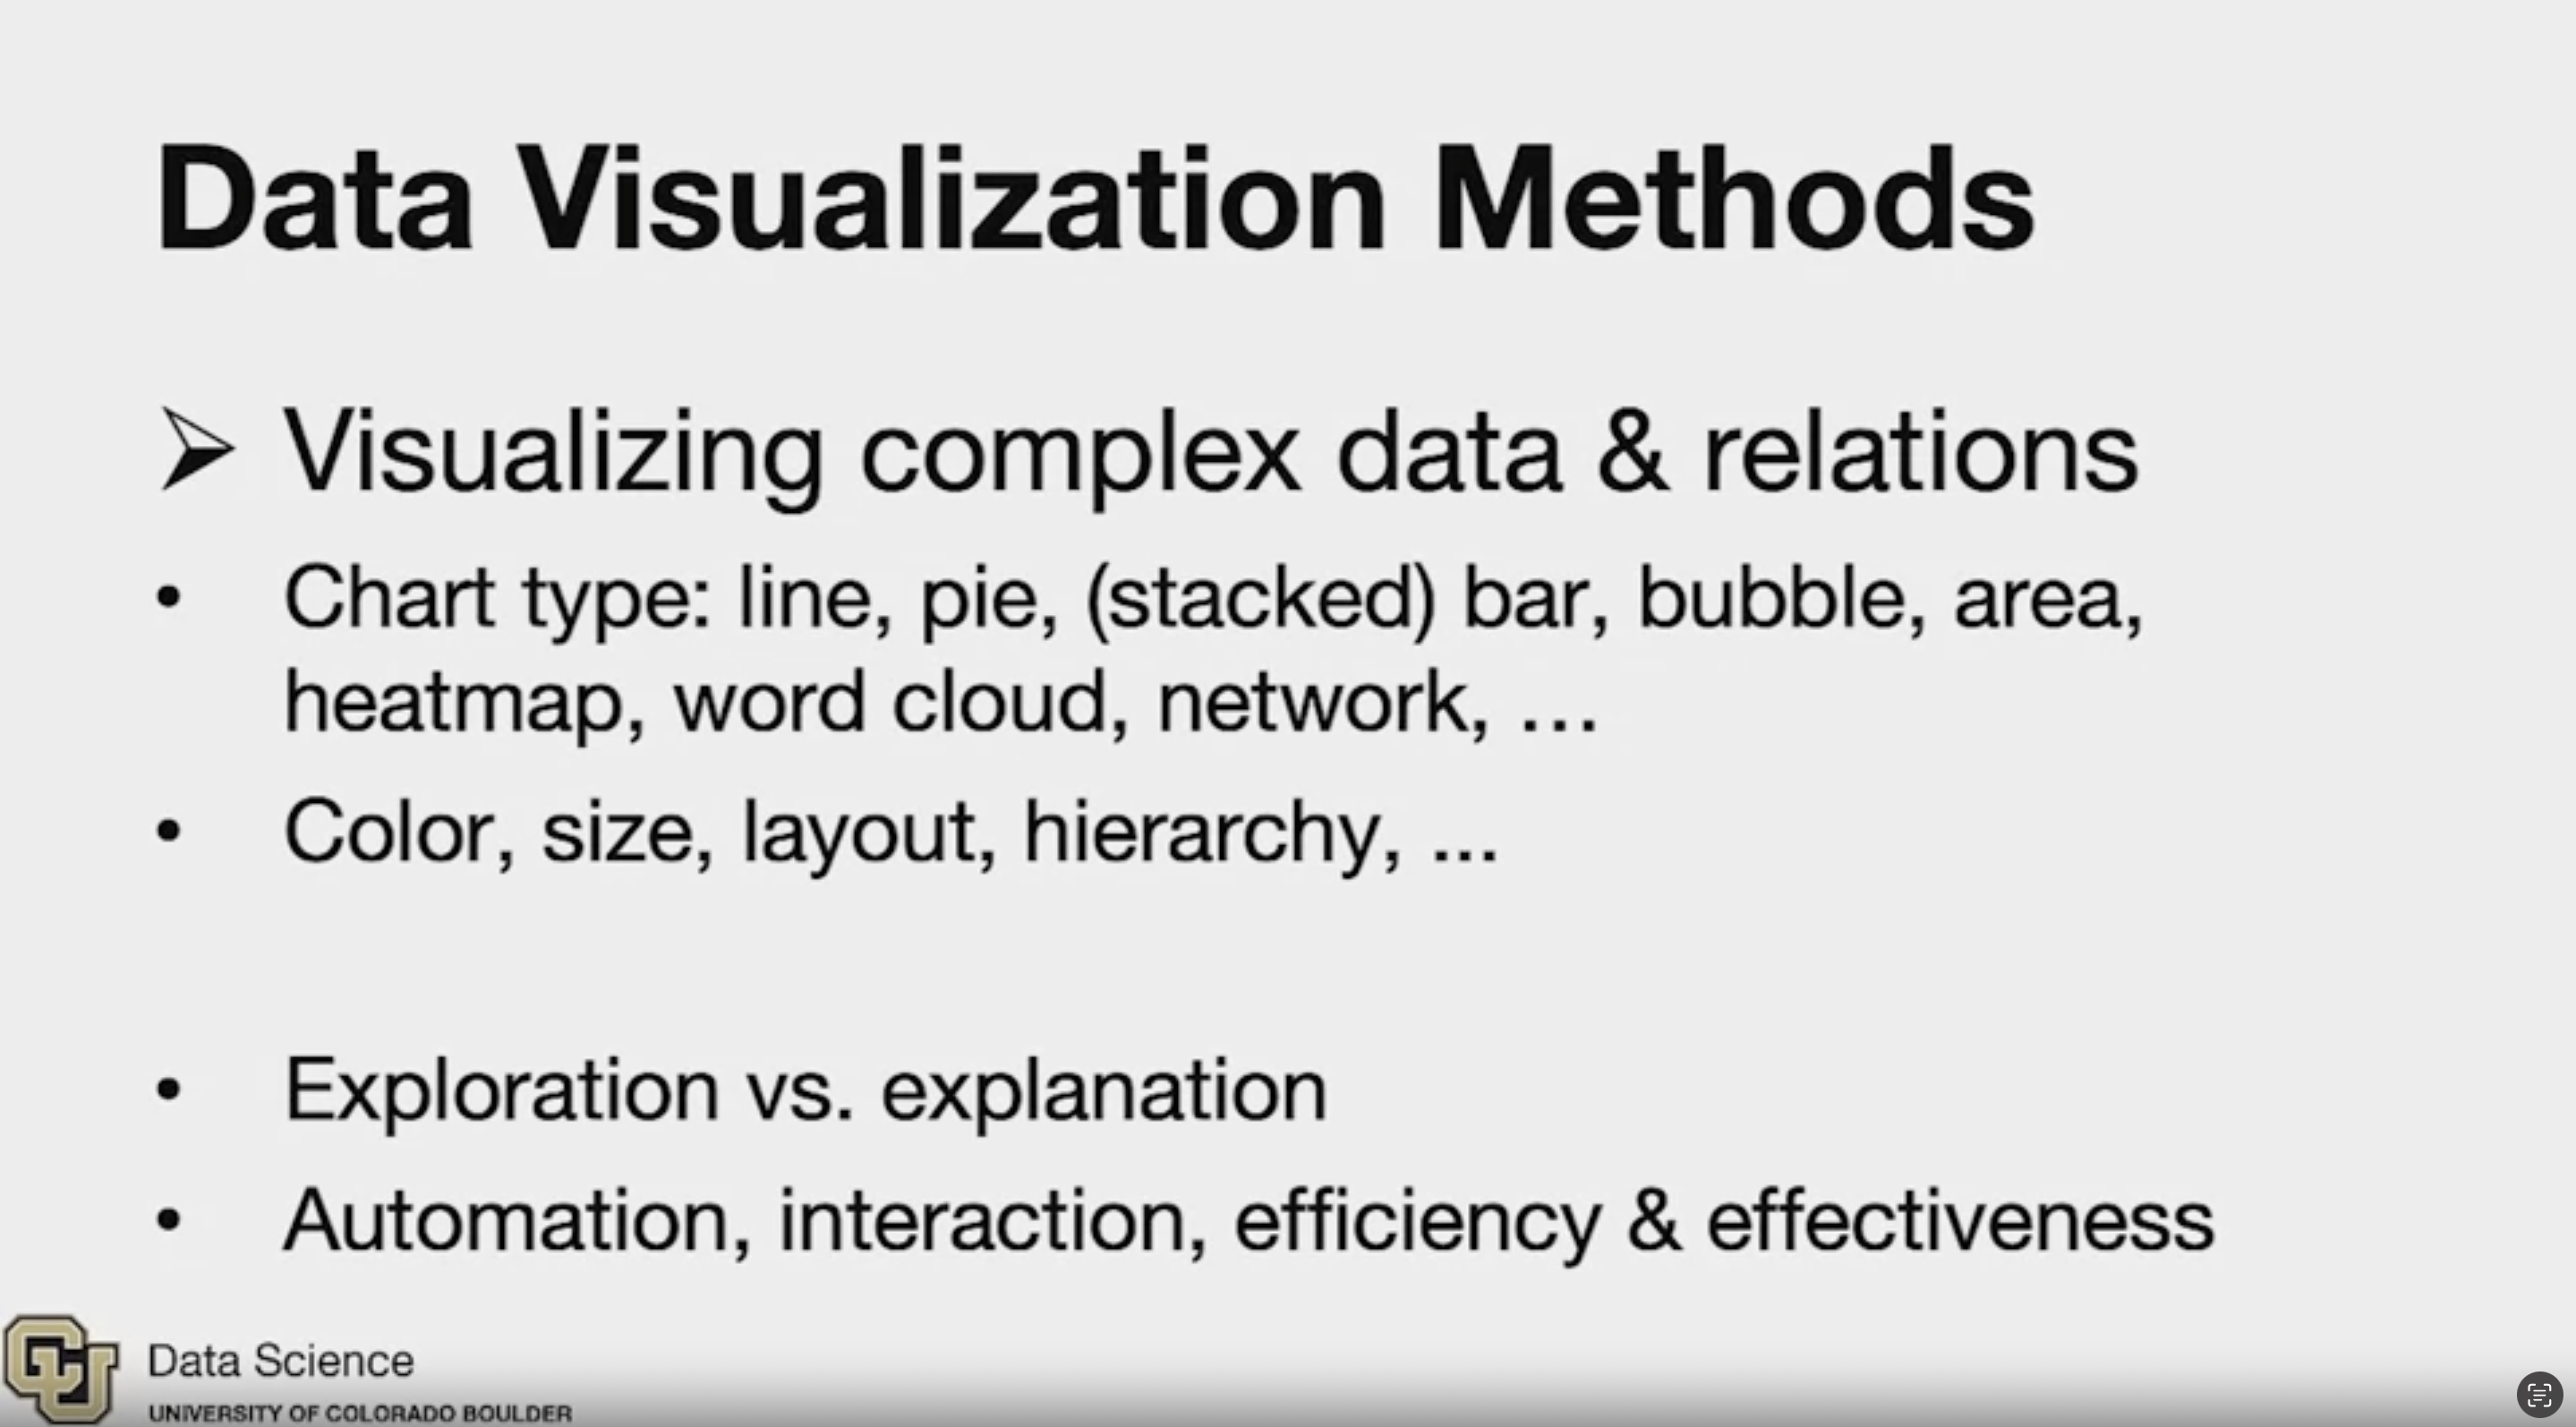 Data Visualization Methods
➢ Visualizing complex data & relations
• Chart type: line, pie, (stacked) bar, bubble, area,
heatmap, word cloud, network, …
• Color, size, layout, hierarchy, ...
• Exploration vs. explanation
• Automation, interaction, efficiency & effectiveness
CU
Data Science
UNIVERSITY OF COLORADO BOULDER